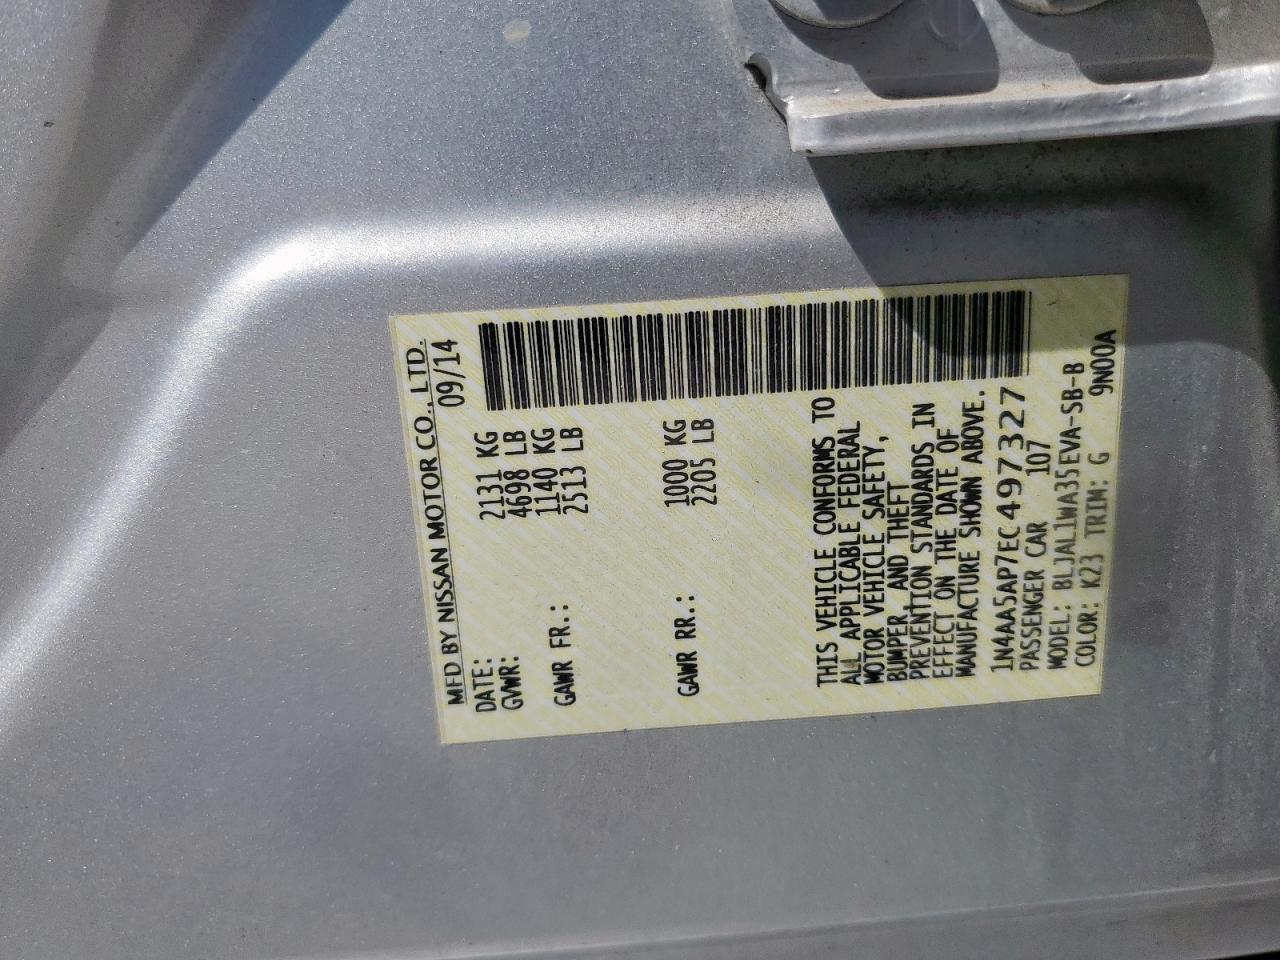 MFD BY NISSAN MOTOR CO., LTD.
DATE: 09/14
GVWR: 2131 KG
4698 LB
GAWR FR.: 1140 KG
2513 LB
GAWR RR.: 1000 KG
2205 LB
THIS VEHICLE CONFORMS TO
ALL APPLICABLE FEDERAL
MOTOR VEHICLE SAFETY,
BUMPER, AND THEFT
PREVENTION STANDARDS IN
EFFECT ON THE DATE OF
MANUFACTURE SHOWN ABOVE.
1N4AA5AP7EC497327
PASSENGER CAR 107
MODEL: BLJAL1WA35EVA-SB-B
COLOR: K23 TRIM: G 9N00A